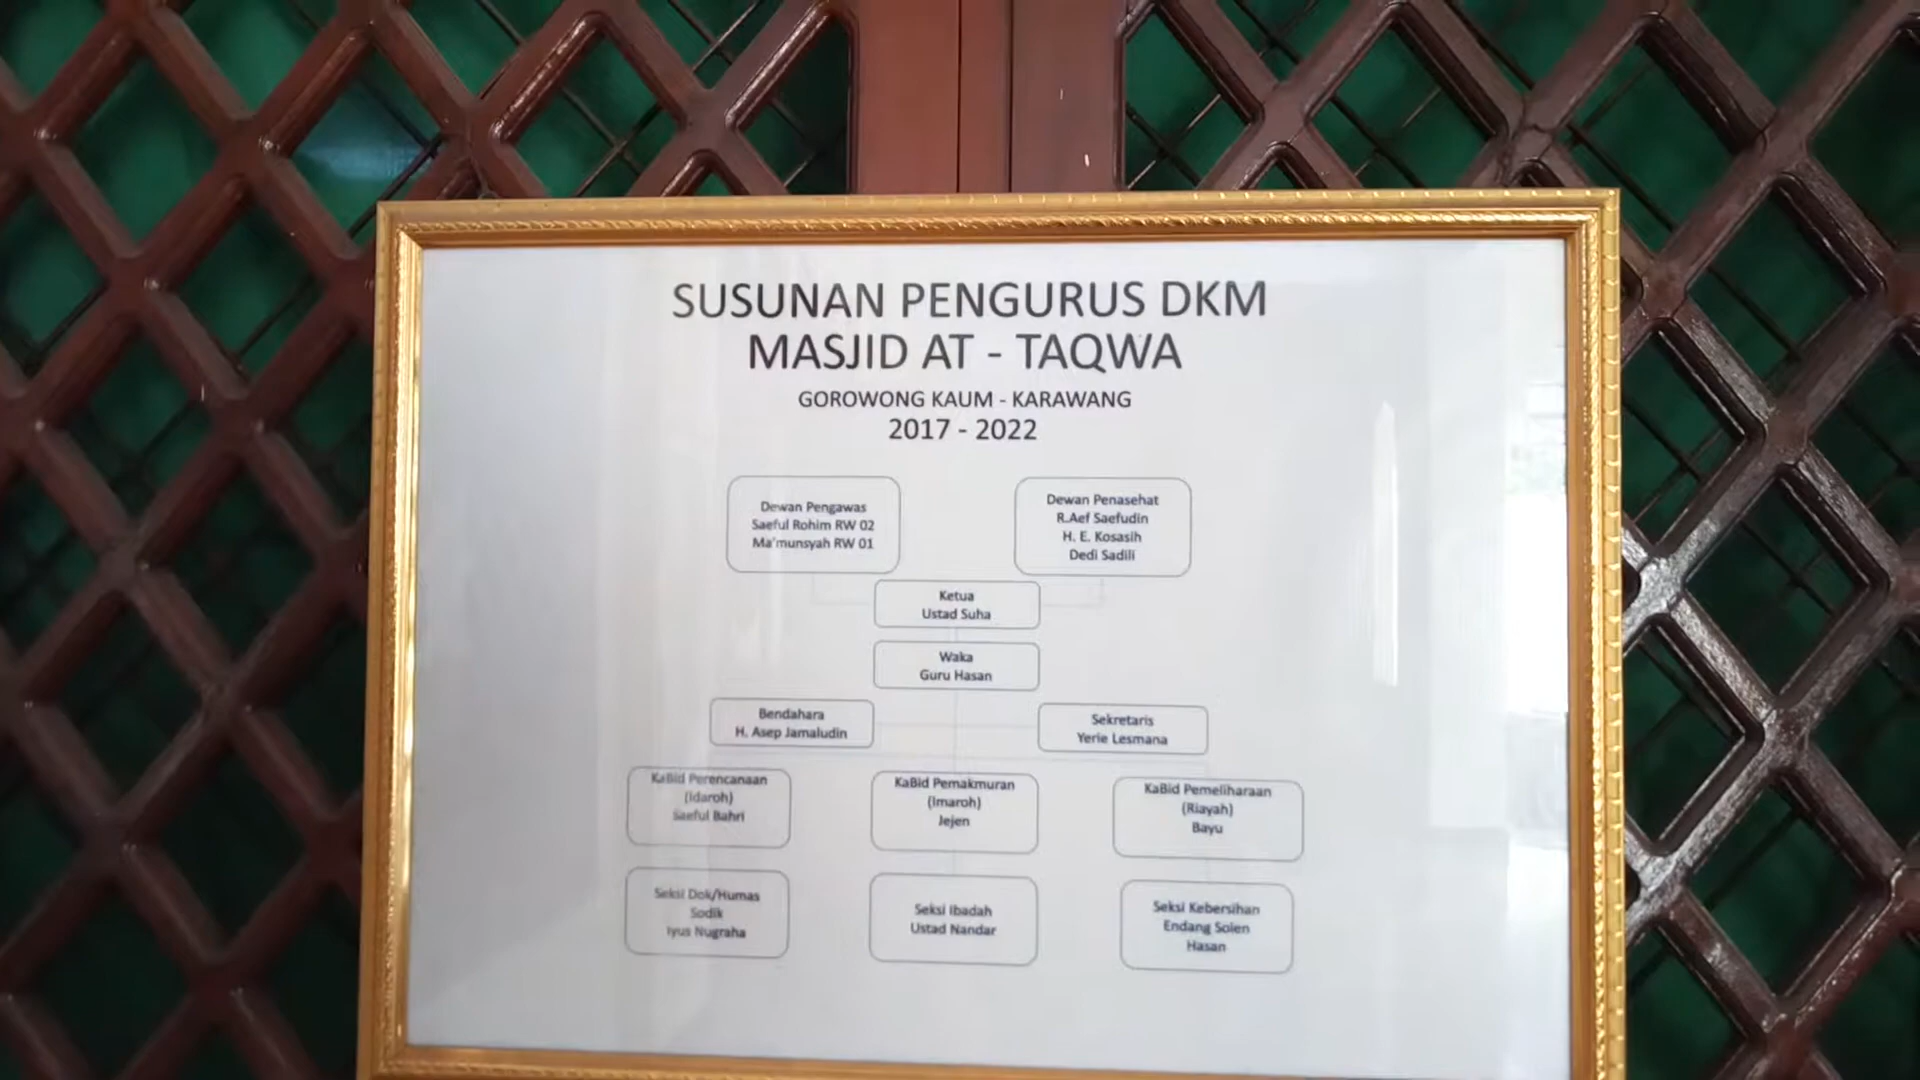 SUSUNAN PENGURUS DKM
MASJID AT - TAQWA
GOROWONG KAUM - KARAWANG
2017 - 2022
Dewan Pengawas
Saeful Rohim RW 02
Ma'munsyah RW 01
Dewan Penasehat
R.Aef Saefudin
H. E. Kosasih
Dedi Sadili
Ketua
Ustad Suha
Waka
Guru Hasan
Bendahara
H. Asep Jamaludin
Sekretaris
Yerie Lesmana
KaBid Perencanaan
(Idaroh)
Saeful Bahri
KaBid Pemakmuran
(Imaroh)
Jejen
KaBid Pemeliharaan
(Riayah)
Bayu
Seksi Dok/Humas
Sodik
Iyus Nugraha
Seksi Ibadah
Ustad Nandar
Seksi Kebersihan
Endang Solen
Hasan